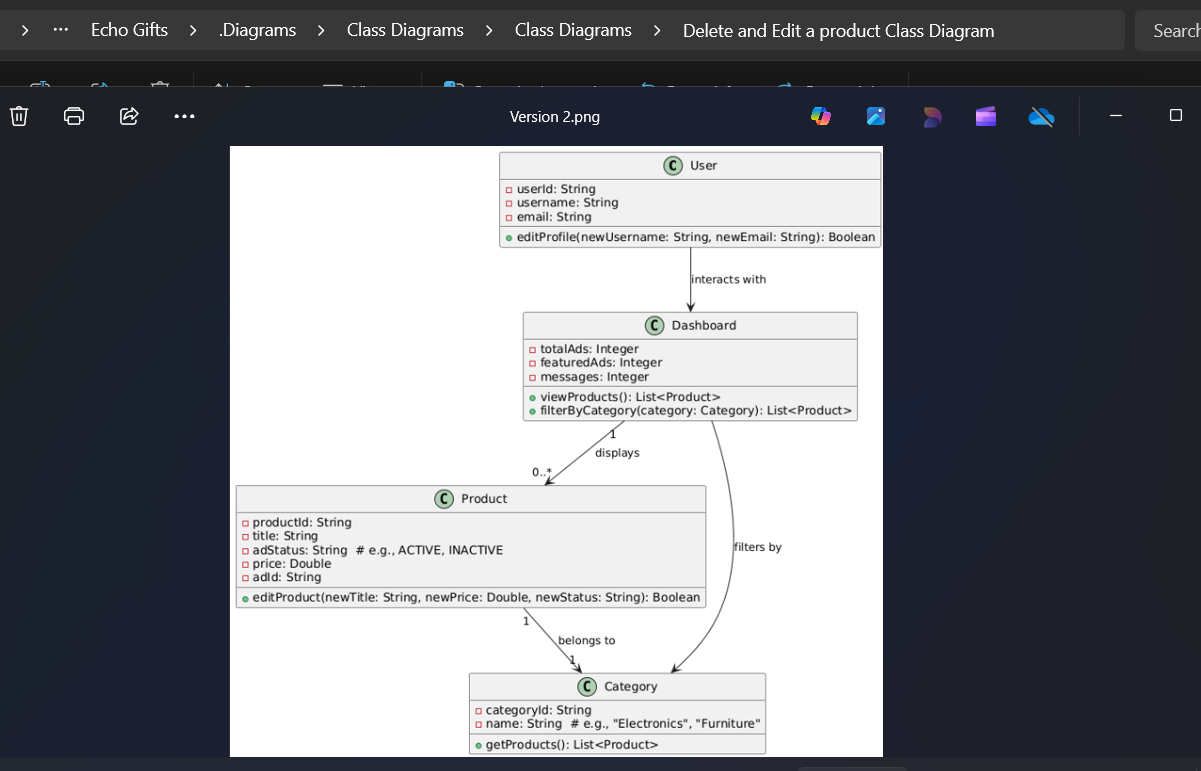 Echo Gifts > .Diagrams > Class Diagrams > Class Diagrams > Delete and Edit a product Class Diagram
Search
Version 2.png
C User
userId: String
username: String
email: String
editProfile(newUsername: String, newEmail: String): Boolean
interacts with
C Dashboard
totalAds: Integer
featuredAds: Integer
messages: Integer
viewProducts(): List<Product>
filterByCategory(category: Category): List<Product>
1
displays
0..*
C Product
productId: String
title: String
adStatus: String # e.g., ACTIVE, INACTIVE
price: Double
adId: String
editProduct(newTitle: String, newPrice: Double, newStatus: String): Boolean
filters by
1
belongs to
1
C Category
categoryId: String
name: String # e.g., "Electronics", "Furniture"
getProducts(): List<Product>